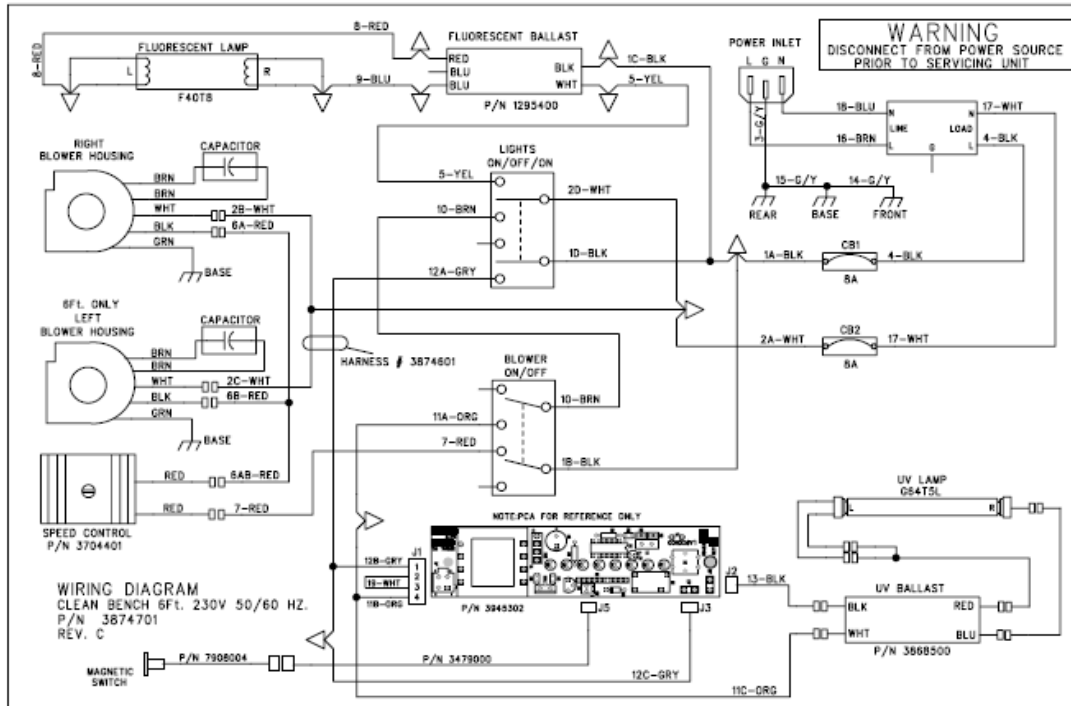 WARNING
DISCONNECT FROM POWER SOURCE
PRIOR TO SERVICING UNIT
8-RED
8-RED
FLUORESCENT LAMP
L
R
F40T8
9-BLU
FLUORESCENT BALLAST
RED
BLU
BLU
BLK
WHT
P/N 1295400
1C-BLK
5-YEL
POWER INLET
L G N
18-BLU
16-BRN
3-G/Y
N
LINE
L
N
LOAD
L
G
17-WHT
4-BLK
15-G/Y
14-G/Y
REAR
BASE
FRONT
RIGHT
BLOWER HOUSING
CAPACITOR
BRN
BRN
WHT
BLK
GRN
2B-WHT
6A-RED
BASE
LIGHTS
ON/OFF/ON
5-YEL
10-BRN
12A-GRY
2D-WHT
1D-BLK
1A-BLK
CB1
4-BLK
8A
2A-WHT
CB2
17-WHT
8A
6Ft. ONLY
LEFT
BLOWER HOUSING
CAPACITOR
BRN
BRN
WHT
BLK
GRN
2C-WHT
6B-RED
BASE
HARNESS # 3874601
BLOWER
ON/OFF
11A-ORG
7-RED
10-BRN
1B-BLK
RED
6AB-RED
RED
7-RED
SPEED CONTROL
P/N 3704401
NOTE:PCA FOR REFERENCE ONLY
12B-GRY
19-WHT
11B-ORG
J1
1
2
3
4
P/N 3945302
J5
J3
J2
13-BLK
UV LAMP
G64T5L
L
R
UV BALLAST
BLK
WHT
RED
BLU
P/N 3868500
WIRING DIAGRAM
CLEAN BENCH 6Ft. 230V 50/60 HZ.
P/N 3874701
REV. C
MAGNETIC
SWITCH
P/N 7908004
P/N 3479000
12C-GRY
11C-ORG